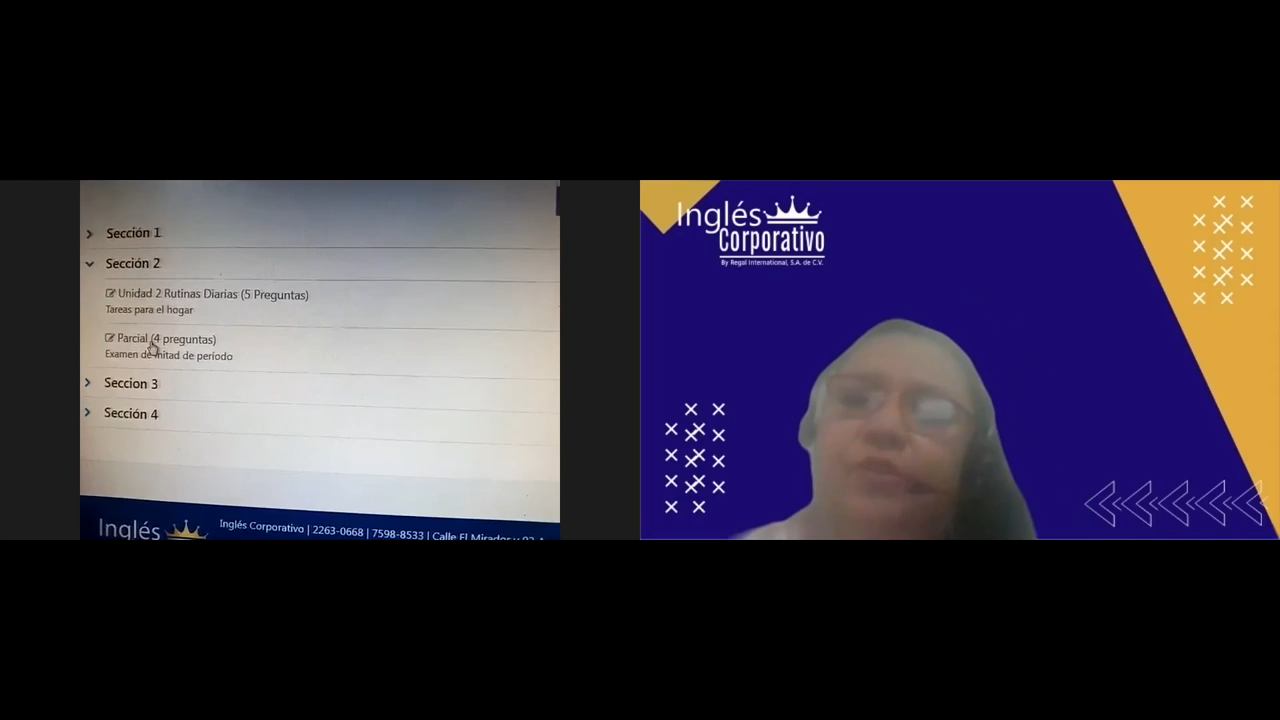 Sección 1
Sección 2
Unidad 2 Rutinas Diarias (5 Preguntas)
Tareas para el hogar
Parcial (4 preguntas)
Examen de mitad de período
Seccion 3
Sección 4
Inglés
Inglés Corporativo | 2263-0668 | 7598-8533 | Calle El Mirador y 92 A
Inglés
Corporativo
By Regal International, S.A. de C.V.